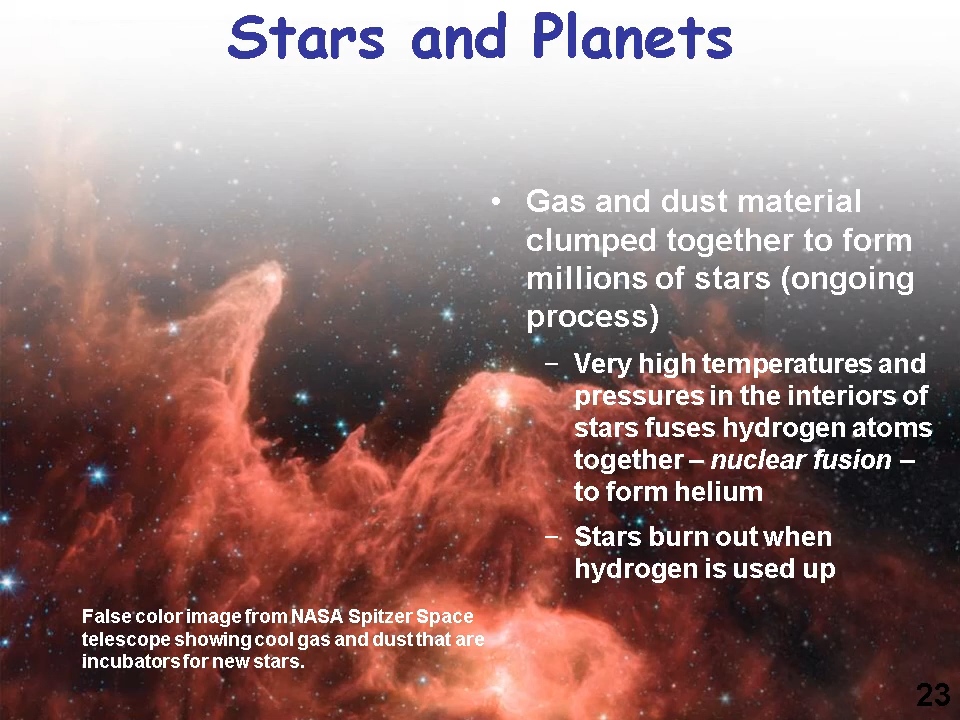 Stars and Planets
• Gas and dust material
clumped together to form
millions of stars (ongoing
process)
– Very high temperatures and
pressures in the interiors of
stars fuses hydrogen atoms
together – nuclear fusion –
to form helium
– Stars burn out when
hydrogen is used up
False color image from NASA Spitzer Space
telescope showing cool gas and dust that are
incubators for new stars.
23